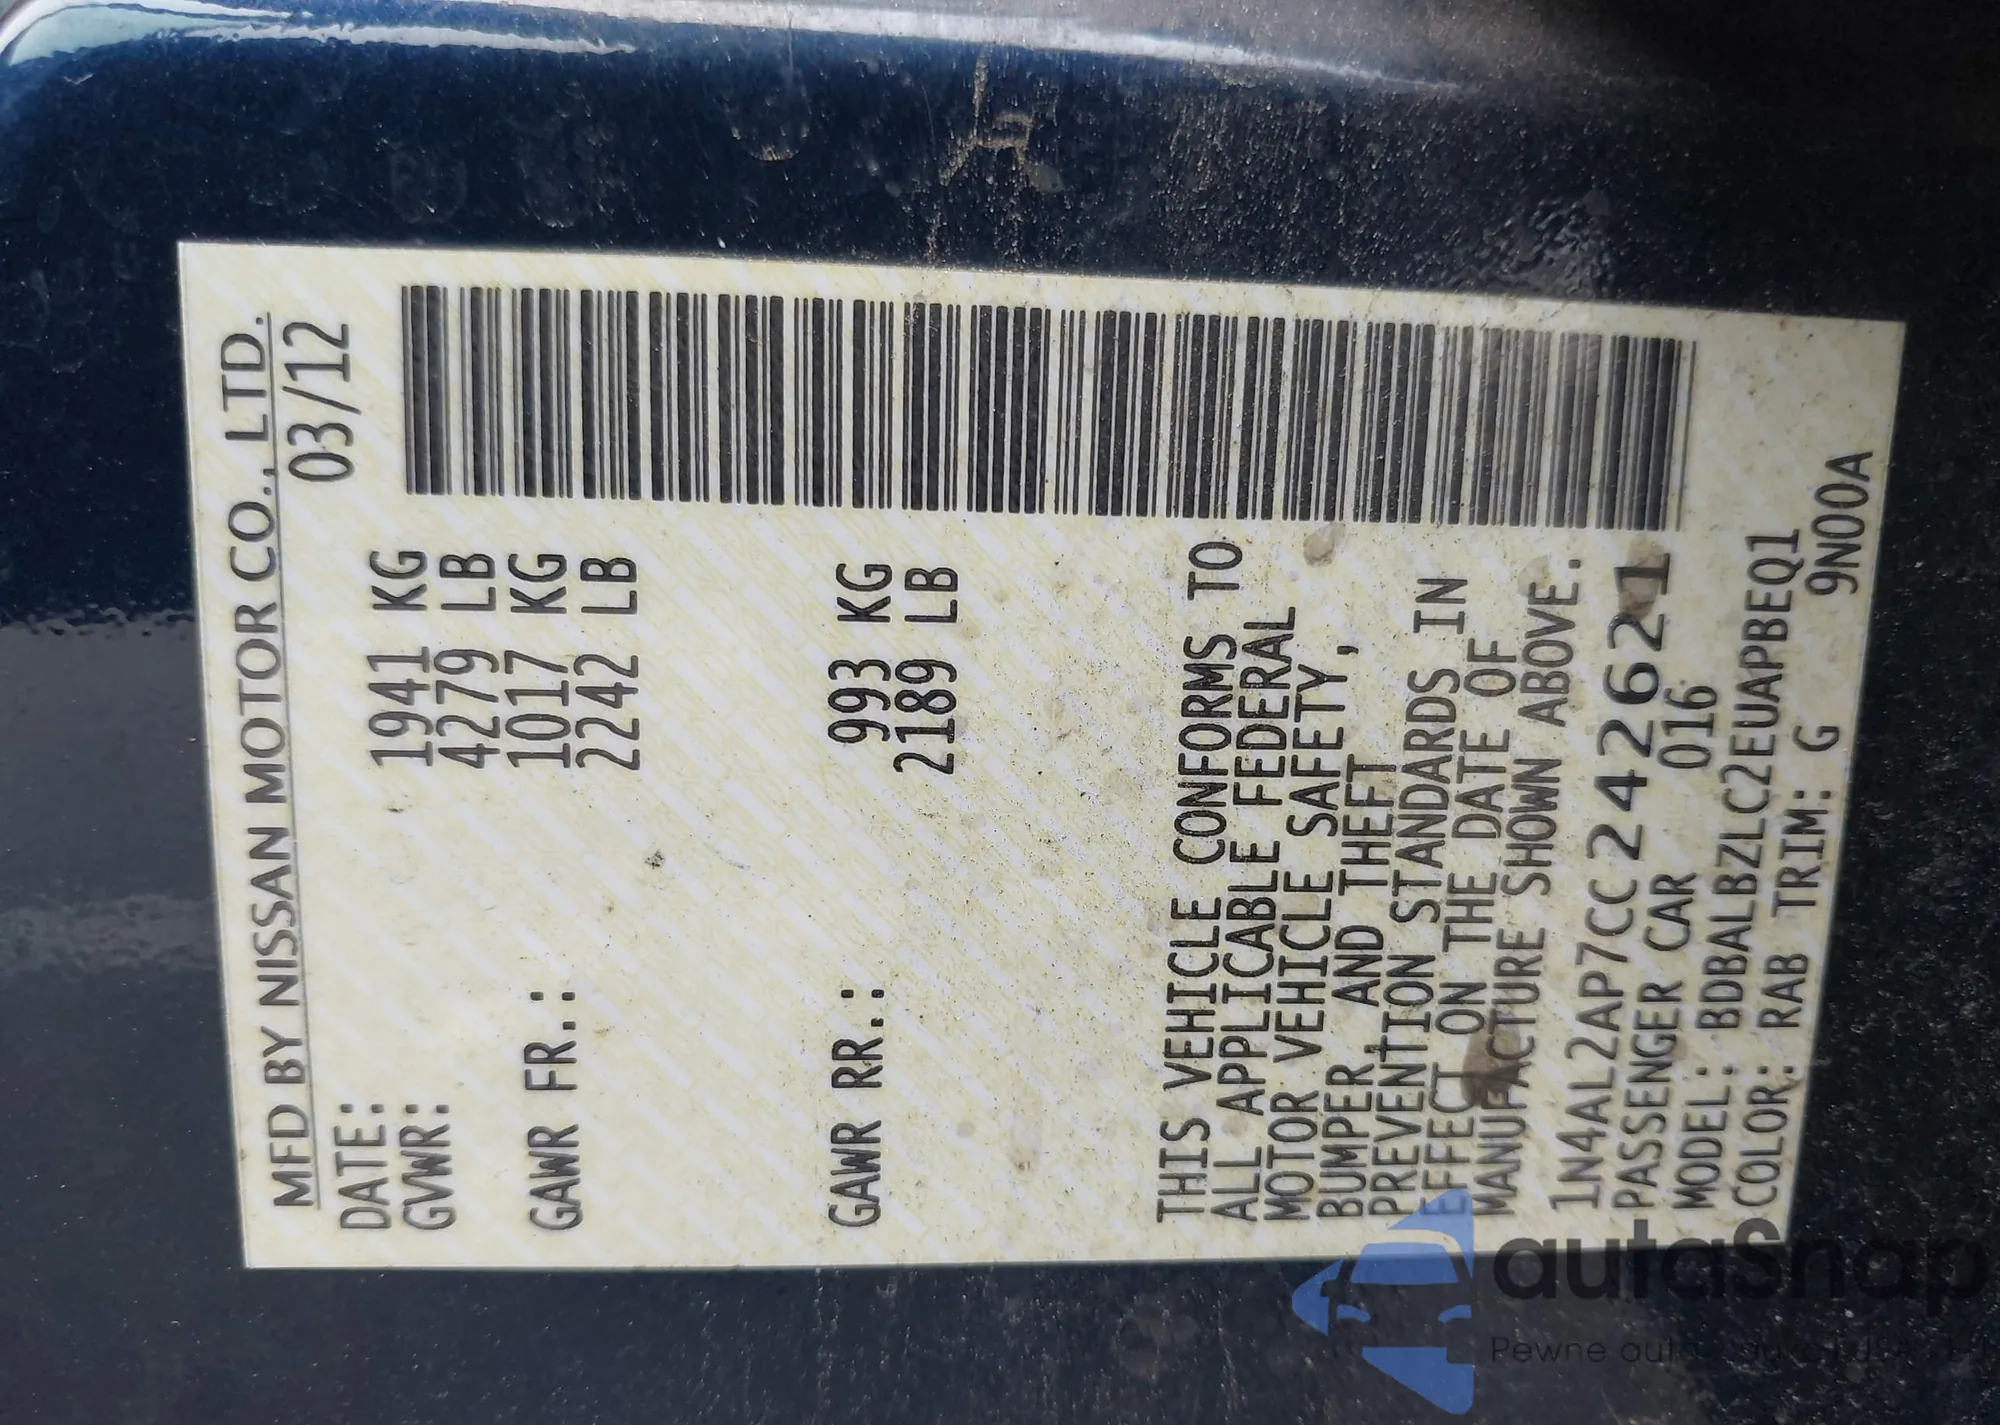 MFD BY NISSAN MOTOR CO., LTD.
DATE: 03/12
GVWR: 1941 KG
4279 LB
GAWR FR.: 1017 KG
2242 LB
GAWR RR.: 993 KG
2189 LB
THIS VEHICLE CONFORMS TO
ALL APPLICABLE FEDERAL
MOTOR VEHICLE SAFETY,
BUMPER, AND THEFT
PREVENTION STANDARDS IN
EFFECT ON THE DATE OF
MANUFACTURE SHOWN ABOVE.
1N4AL2AP7CC242621
PASSENGER CAR 016
MODEL: BDBALBZLC2EUAPBEQ1
COLOR: RAB TRIM: G 9N00A
autasnap
Pewne auta